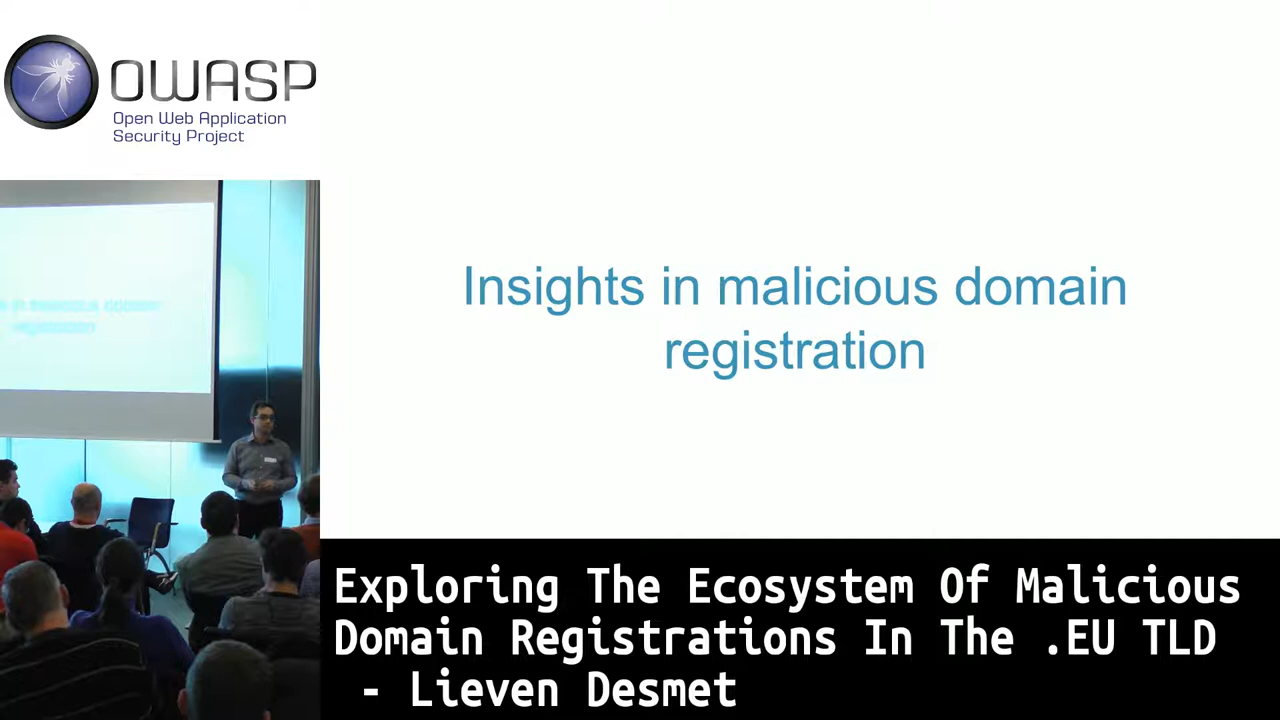 OWASP
Open Web Application
Security Project
Insights in malicious domain
registration
Exploring The Ecosystem Of Malicious
Domain Registrations In The .EU TLD
- Lieven Desmet